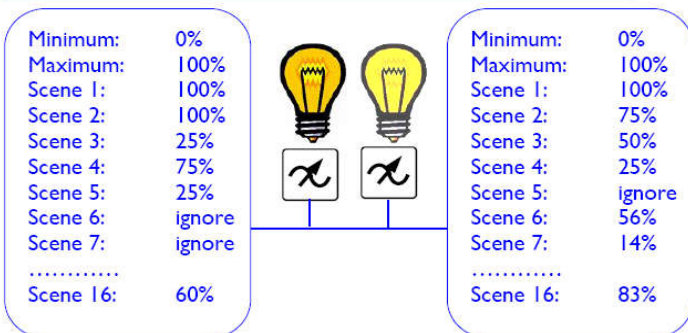 Minimum: 0%
Maximum: 100%
Scene 1: 100%
Scene 2: 100%
Scene 3: 25%
Scene 4: 75%
Scene 5: 25%
Scene 6: ignore
Scene 7: ignore
............
Scene 16: 60%
Minimum: 0%
Maximum: 100%
Scene 1: 100%
Scene 2: 75%
Scene 3: 50%
Scene 4: 25%
Scene 5: ignore
Scene 6: 56%
Scene 7: 14%
............
Scene 16: 83%